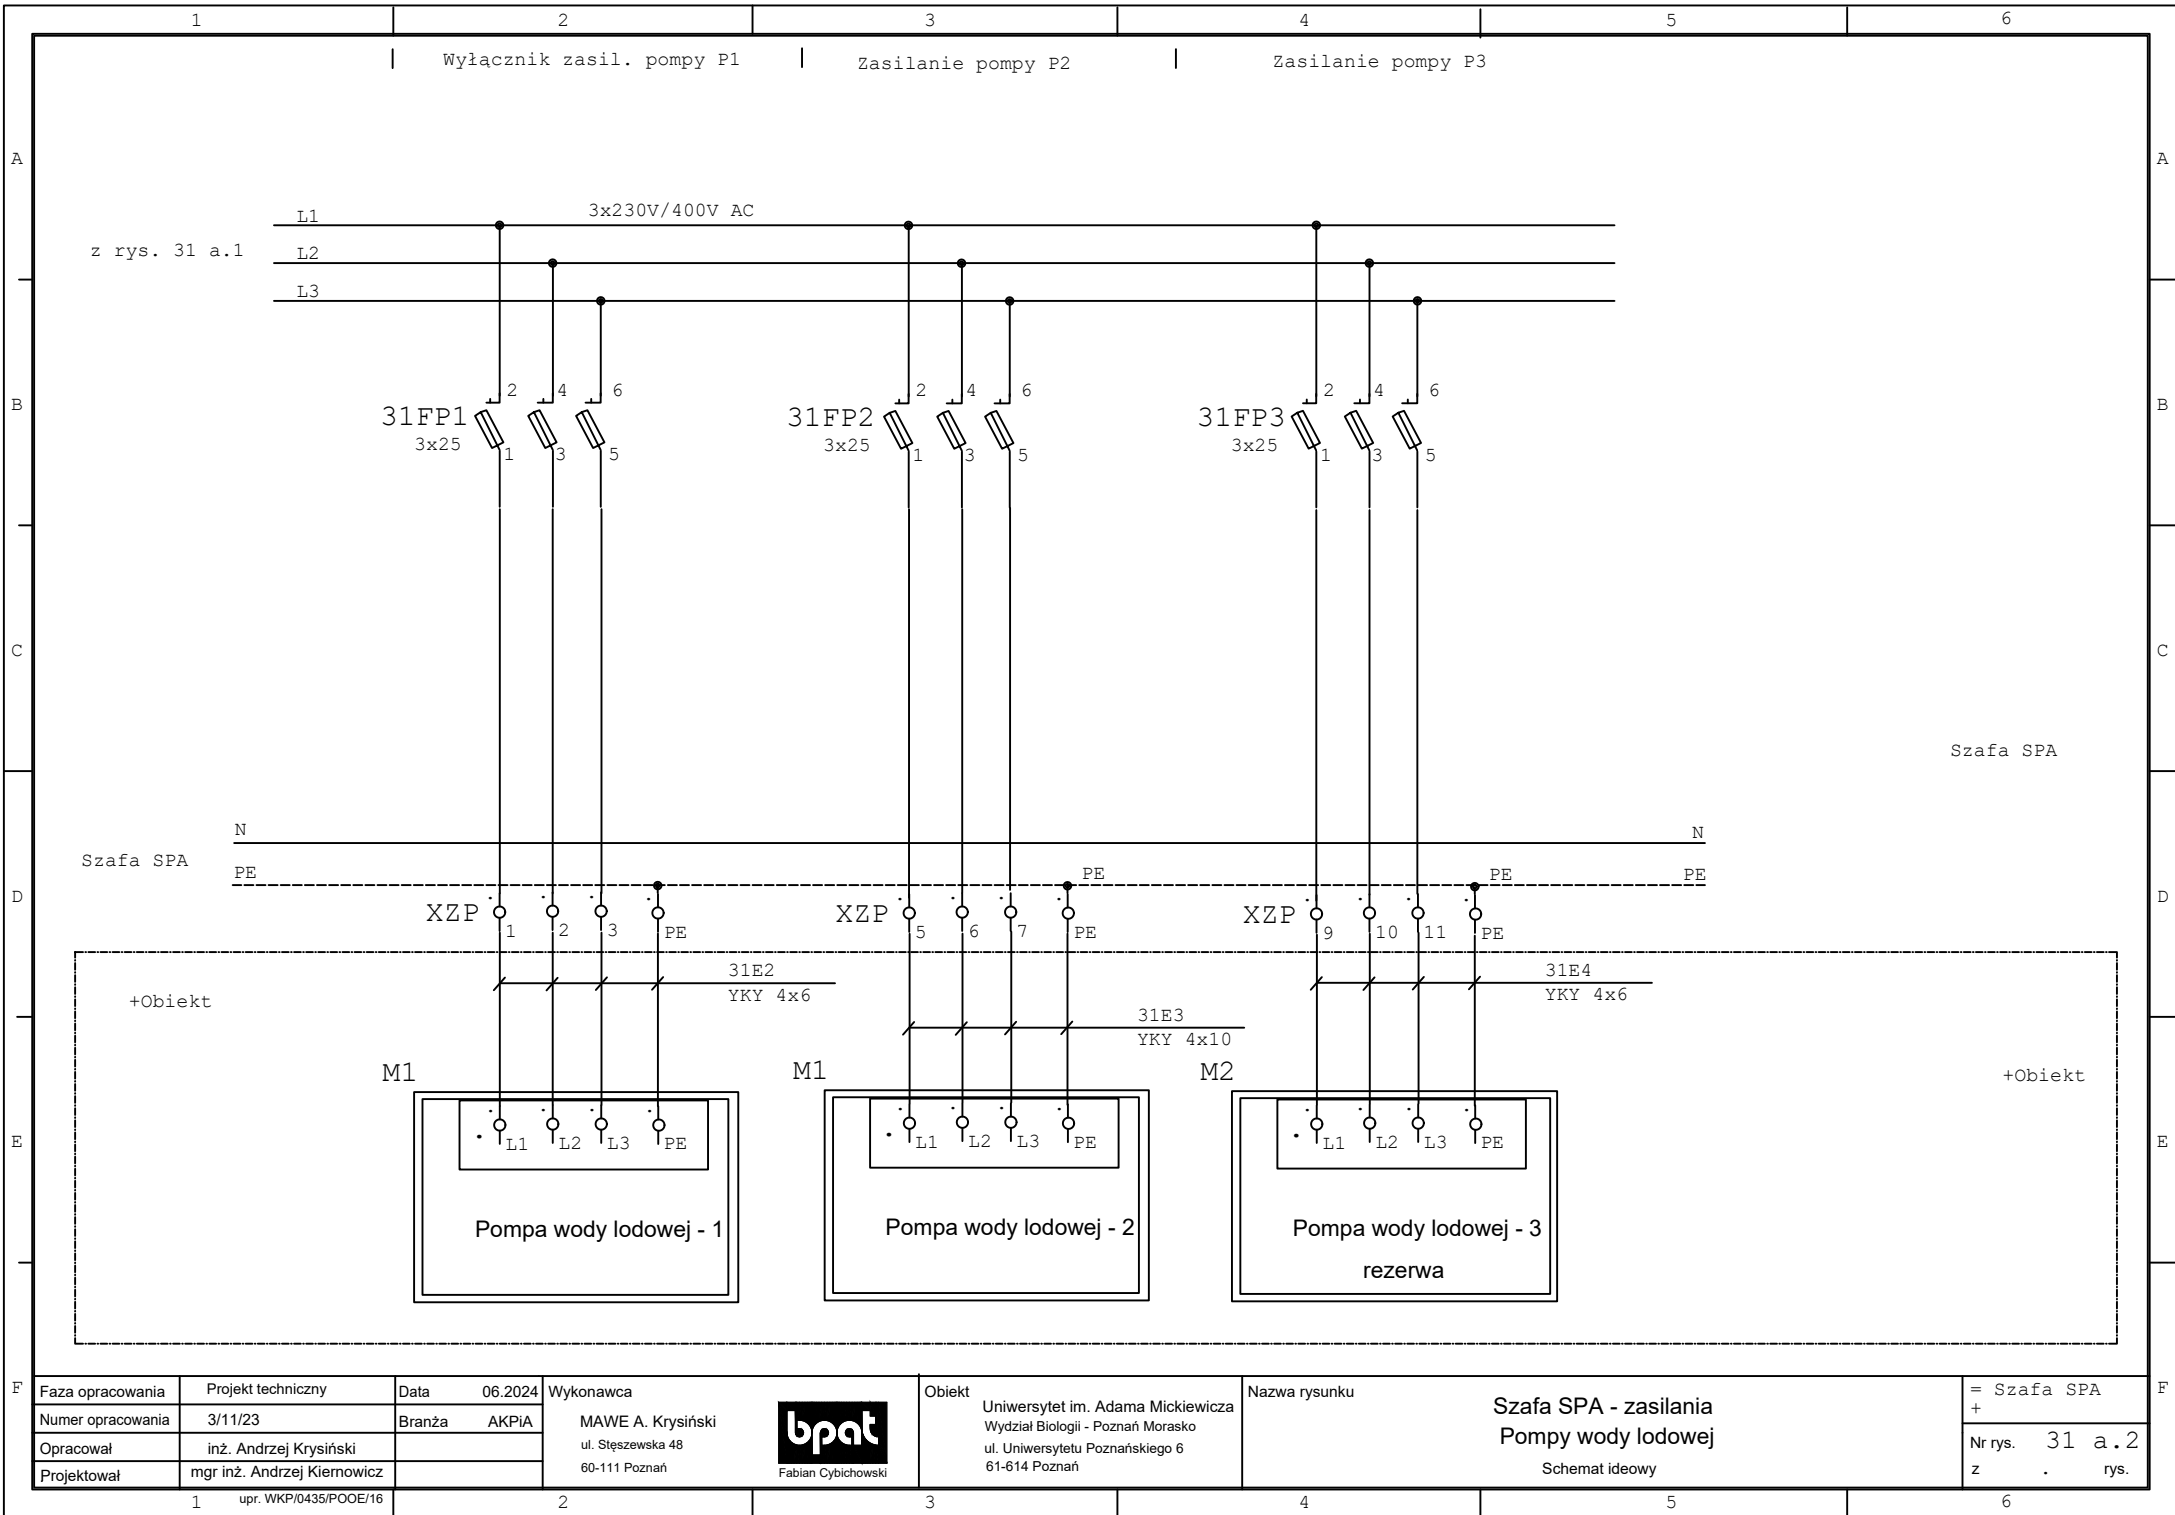 1 2 3 4 5 6
Wyłącznik zasil. pompy P1
Zasilanie pompy P2
Zasilanie pompy P3
A A
L1 3x230V/400V AC
z rys. 31 a.1
L2
L3
B B
31FP1 2 4 6
3x25 1 3 5
31FP2 2 4 6
3x25 1 3 5
31FP3 2 4 6
3x25 1 3 5
C C
Szafa SPA
N N
Szafa SPA
PE PE PE PE
D D
XZP 1 2 3 PE
XZP 5 6 7 PE
XZP 9 10 11 PE
+Obiekt
31E2
YKY 4x6
31E3
YKY 4x10
31E4
YKY 4x6
+Obiekt
M1
M1
M2
E E
L1 L2 L3 PE
L1 L2 L3 PE
L1 L2 L3 PE
Pompa wody lodowej - 1
Pompa wody lodowej - 2
Pompa wody lodowej - 3
rezerwa
F F
Faza opracowania Projekt techniczny
Numer opracowania 3/11/23
Opracował inż. Andrzej Krysiński
Projektował mgr inż. Andrzej Kiernowicz
upr. WKP/0435/POOE/16
Data 06.2024
Branża AKPiA
Wykonawca
MAWE A. Krysiński
ul. Stęszewska 48
60-111 Poznań
bpat
Fabian Cybichowski
Obiekt
Uniwersytet im. Adama Mickiewicza
Wydział Biologii - Poznań Morasko
ul. Uniwersytetu Poznańskiego 6
61-614 Poznań
Nazwa rysunku
Szafa SPA - zasilania
Pompy wody lodowej
Schemat ideowy
= Szafa SPA
+
Nr rys. 31 a.2
z . rys.
1 2 3 4 5 6